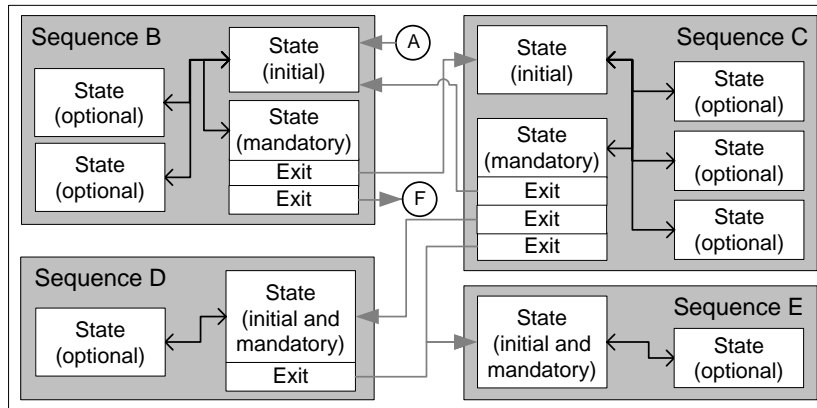 Sequence B
State
(initial)
State
(optional)
State
(mandatory)
Exit
Exit
State
(optional)
A
F
Sequence C
State
(initial)
State
(optional)
State
(mandatory)
Exit
Exit
Exit
State
(optional)
State
(optional)
Sequence D
State
(initial and
mandatory)
Exit
State
(optional)
Sequence E
State
(initial and
mandatory)
State
(optional)